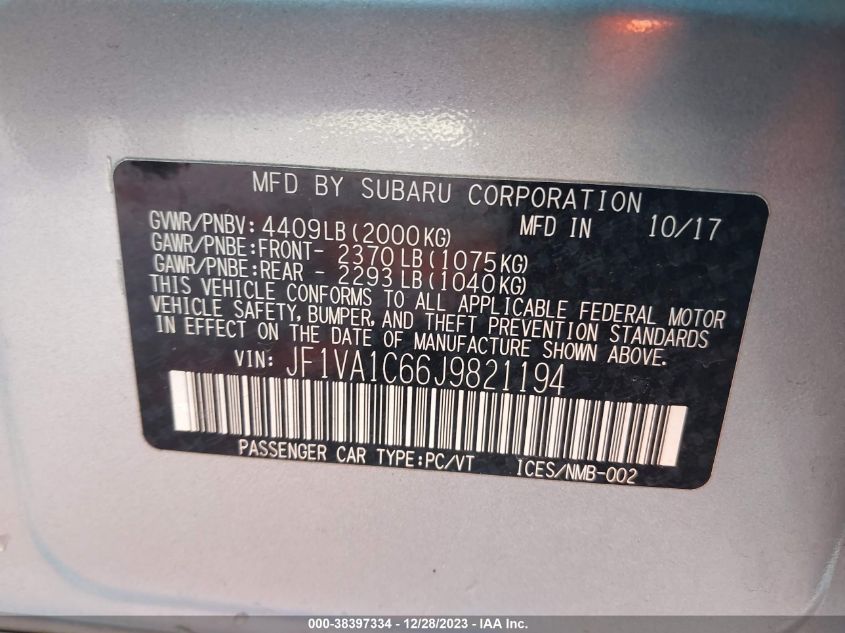 MFD BY SUBARU CORPORATION
GVWR/PNBV: 4409LB(2000KG) MFD IN 10/17
GAWR/PNBE:FRONT- 2370LB(1075KG)
GAWR/PNBE:REAR - 2293LB(1040KG)
THIS VEHICLE CONFORMS TO ALL APPLICABLE FEDERAL MOTOR
VEHICLE SAFETY, BUMPER, AND THEFT PREVENTION STANDARDS
IN EFFECT ON THE DATE OF MANUFACTURE SHOWN ABOVE.
VIN: JF1VA1C66J9821194
PASSENGER CAR TYPE:PC/VT ICES/NMB-002
000-38397334 - 12/28/2023 - IAA Inc.